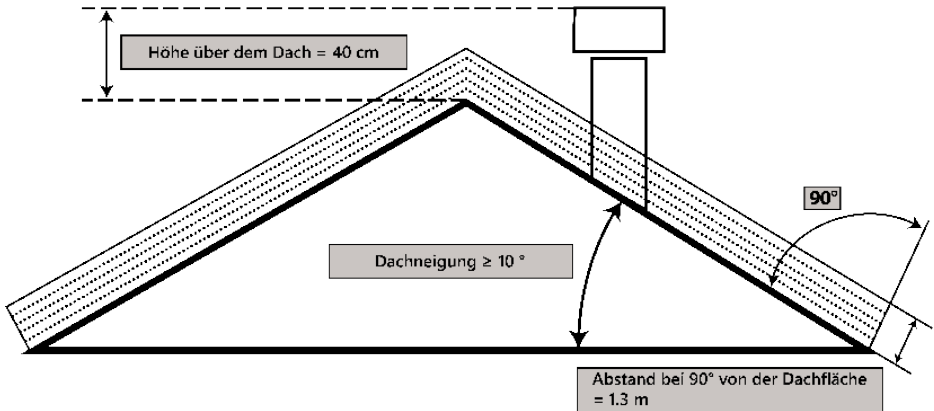 Höhe über dem Dach = 40 cm
90°
Dachneigung ≥ 10 °
Abstand bei 90° von der Dachfläche
= 1.3 m